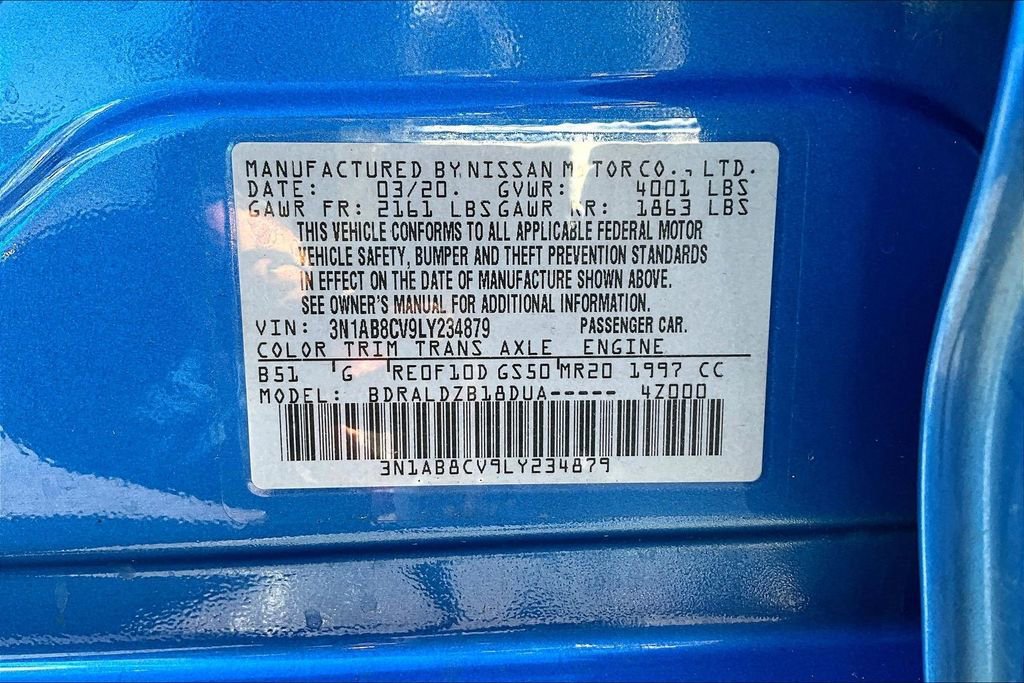 MANUFACTURED BY NISSAN MOTOR CO., LTD.
DATE: 03/20. GVWR: 4001 LBS
GAWR FR: 2161 LBS GAWR RR: 1863 LBS
THIS VEHICLE CONFORMS TO ALL APPLICABLE FEDERAL MOTOR
VEHICLE SAFETY, BUMPER AND THEFT PREVENTION STANDARDS
IN EFFECT ON THE DATE OF MANUFACTURE SHOWN ABOVE.
SEE OWNER'S MANUAL FOR ADDITIONAL INFORMATION.
VIN: 3N1AB8CV9LY234879 PASSENGER CAR.
COLOR TRIM TRANS AXLE ENGINE
B51 'G 'RE0F10D GS50'MR20 1997 CC
MODEL: BDRALDZB18DUA----- 4Z000
3N1AB8CV9LY234879